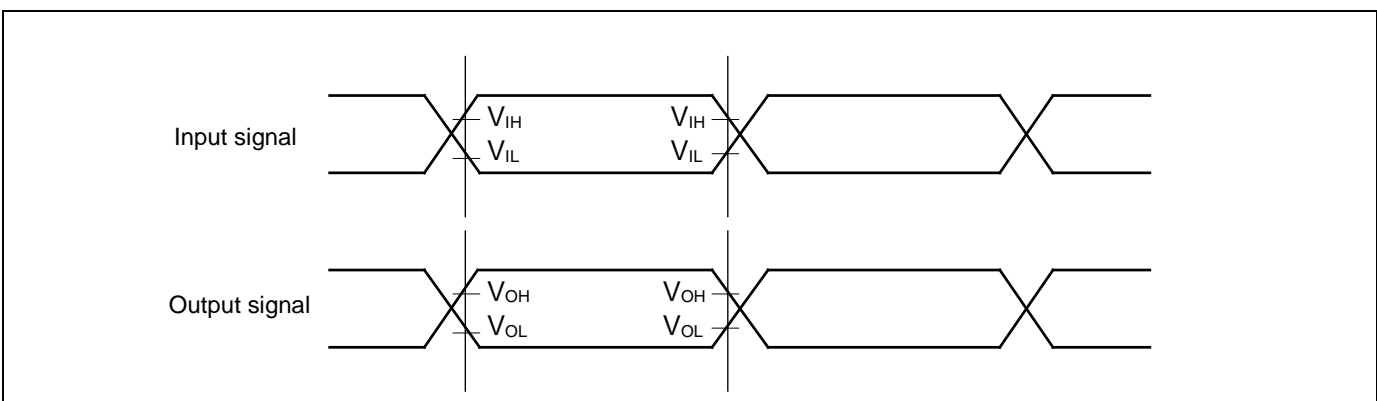 Input signal
VIH
VIH
VIL
VIL
Output signal
VOH
VOH
VOL
VOL